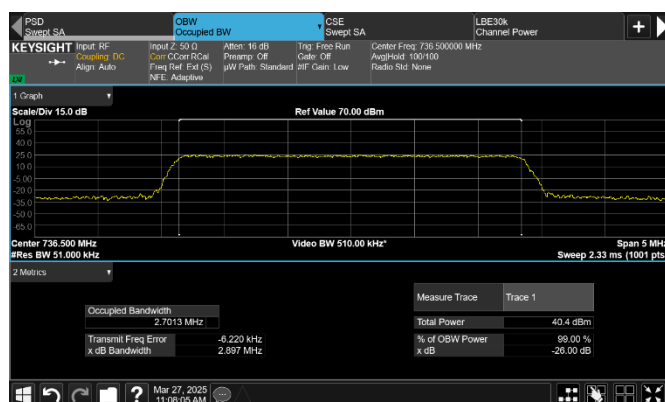 PSD
Swept SA
OBW
Occupied BW
CSE
Swept SA
LBE30k
Channel Power
KEYSIGHT
Input: RF
Coupling: DC
Align: Auto
Input Z: 50 Ω
Corr CCorr RCal
Freq Ref: Ext (S)
NFE: Adaptive
Atten: 16 dB
Preamp: Off
µW Path: Standard
Trig: Free Run
Gate: Off
#IF Gain: Low
Center Freq: 736.500000 MHz
Avg|Hold: 100/100
Radio Std: None
LXI
1 Graph
Scale/Div 15.0 dB
Ref Value 70.00 dBm
Log
55.0
40.0
25.0
10.0
-5.00
-20.0
-35.0
-50.0
-65.0
Center 736.500 MHz
Video BW 510.00 kHz*
Span 5 MHz
#Res BW 51.000 kHz
Sweep 2.33 ms (1001 pts
2 Metrics
Measure Trace
Trace 1
Occupied Bandwidth
2.7013 MHz
Total Power
40.4 dBm
Transmit Freq Error
-6.220 kHz
% of OBW Power
99.00 %
x dB Bandwidth
2.897 MHz
x dB
-26.00 dB
Mar 27, 2025
11:08:05 AM